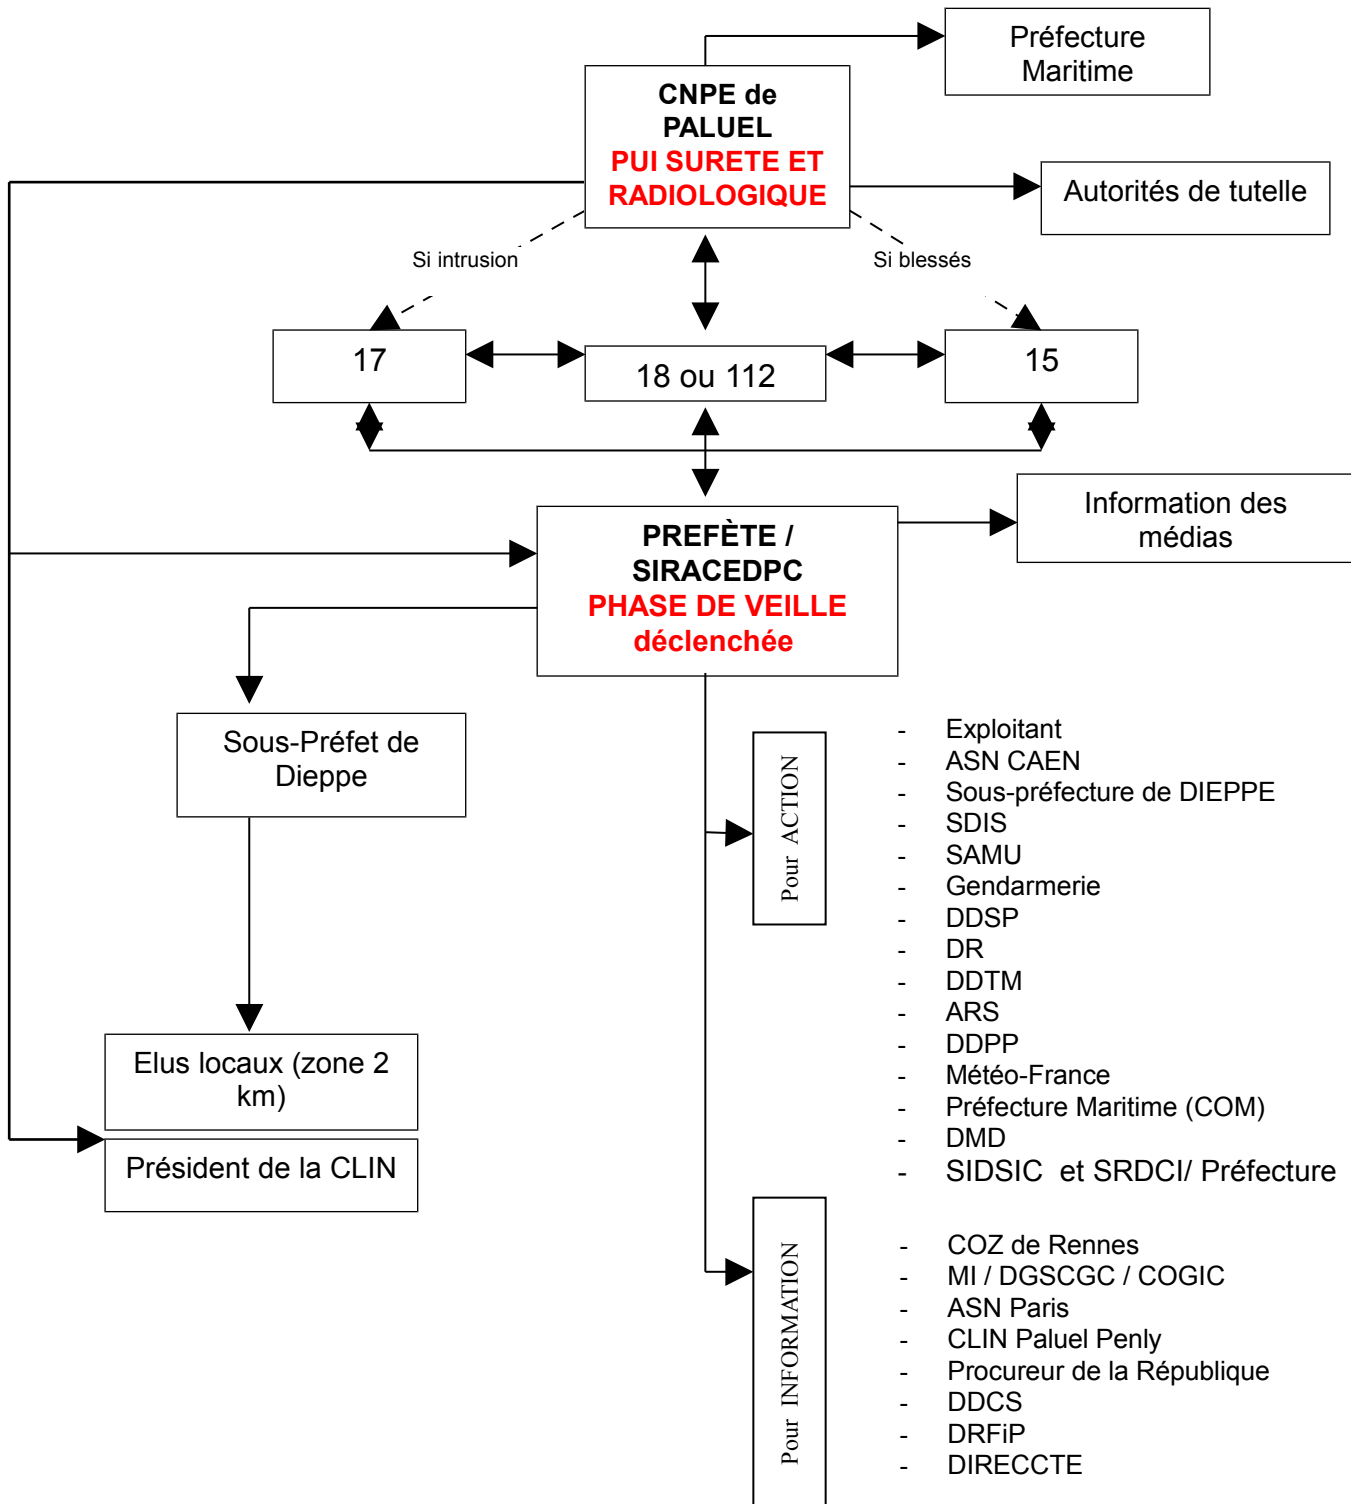 Préfecture
Maritime
CNPE de
PALUEL
PUI SURETE ET
RADIOLOGIQUE
Autorités de tutelle
Si intrusion
Si blessés
17
18 ou 112
15
Information des
médias
PREFÈTE /
SIRACEDPC
PHASE DE VEILLE
déclenchée
Sous-Préfet de
Dieppe
Elus locaux (zone 2
km)
Président de la CLIN
Pour ACTION
- Exploitant
- ASN CAEN
- Sous-préfecture de DIEPPE
- SDIS
- SAMU
- Gendarmerie
- DDSP
- DR
- DDTM
- ARS
- DDPP
- Météo-France
- Préfecture Maritime (COM)
- DMD
- SIDSIC et SRDCI/ Préfecture
Pour INFORMATION
- COZ de Rennes
- MI / DGSCGC / COGIC
- ASN Paris
- CLIN Paluel Penly
- Procureur de la République
- DDCS
- DRFiP
- DIRECCTE